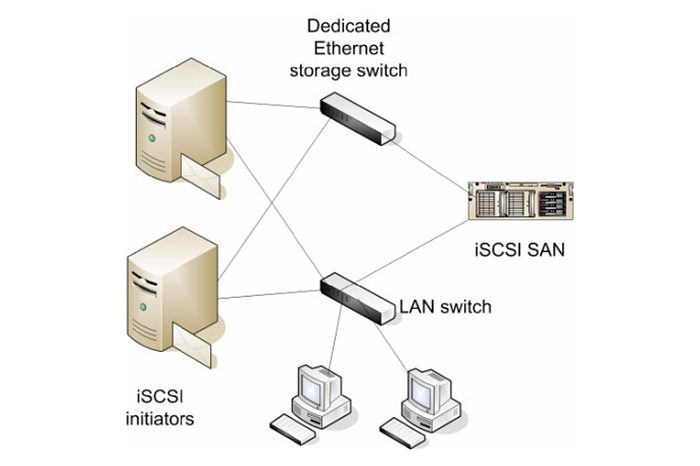 Dedicated
Ethernet
storage switch
iSCSI SAN
LAN switch
iSCSI
initiators